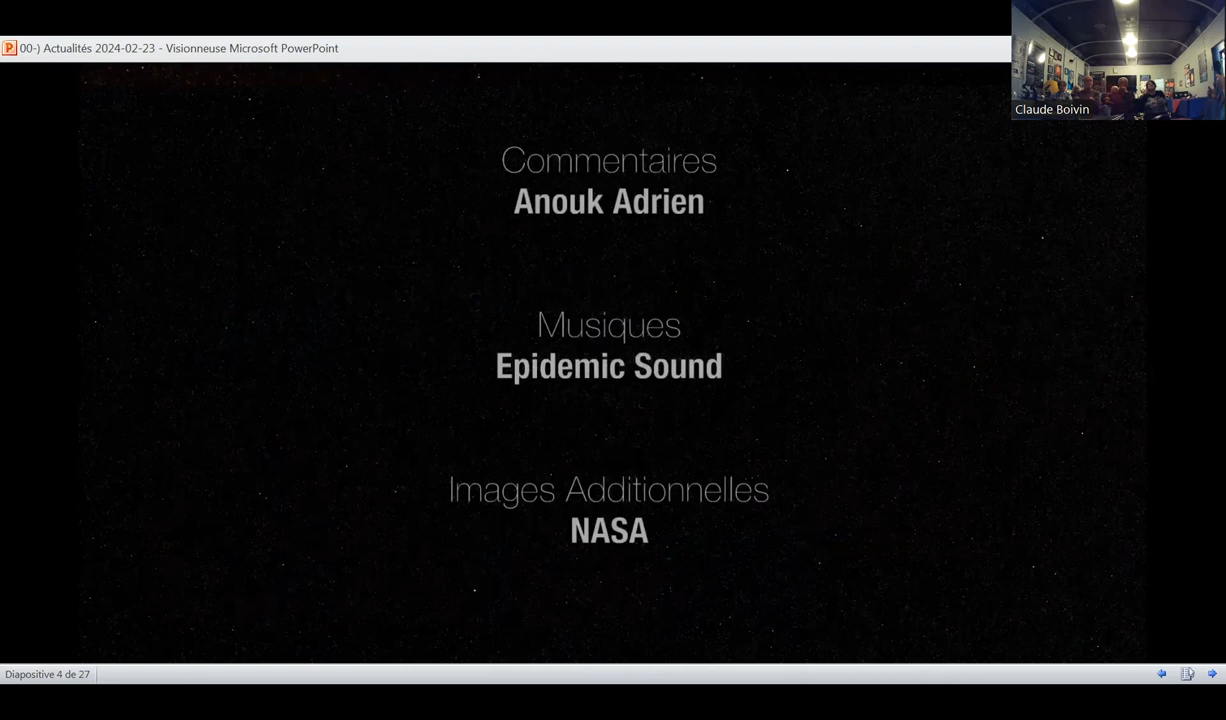 00-) Actualités 2024-02-23 - Visionneuse Microsoft PowerPoint
Claude Boivin
Commentaires
Anouk Adrien
Musiques
Epidemic Sound
Images Additionnelles
NASA
Diapositive 4 de 27